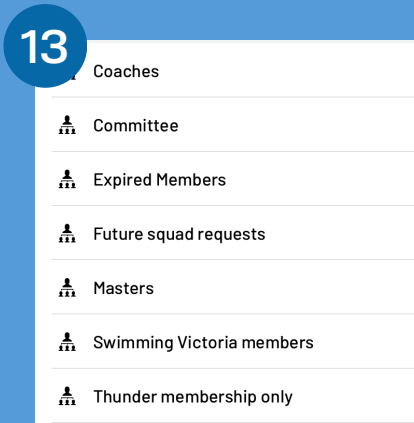 13
Coaches
Committee
Expired Members
Future squad requests
Masters
Swimming Victoria members
Thunder membership only